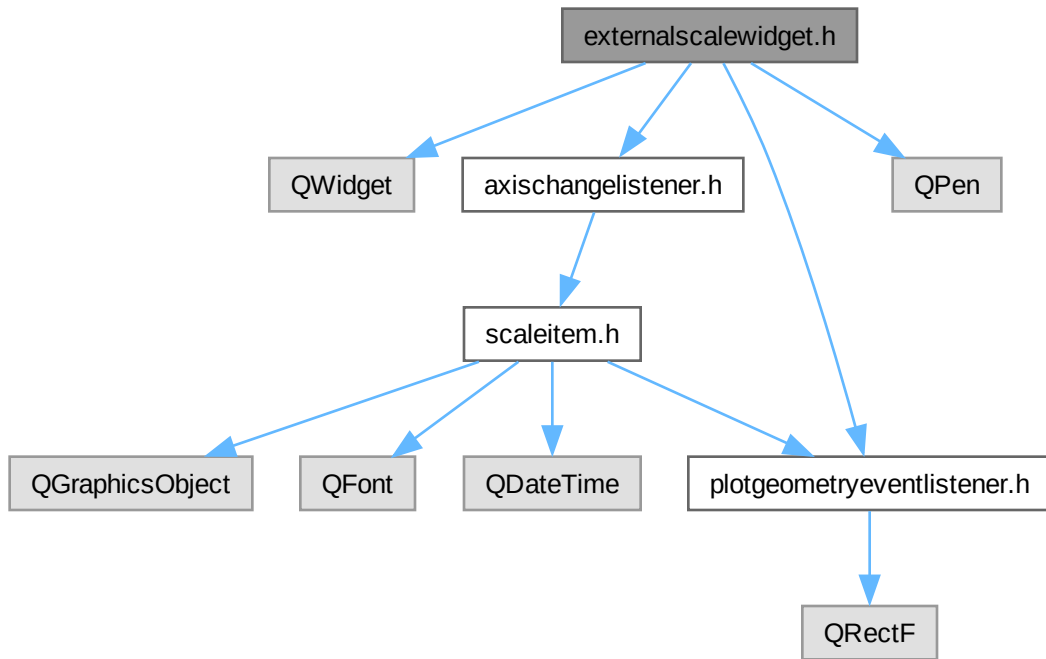 externalscalewidget.h
QWidget
axischangelistener.h
QPen
scaleitem.h
QGraphicsObject
QFont
QDateTime
plotgeometryeventlistener.h
QRectF